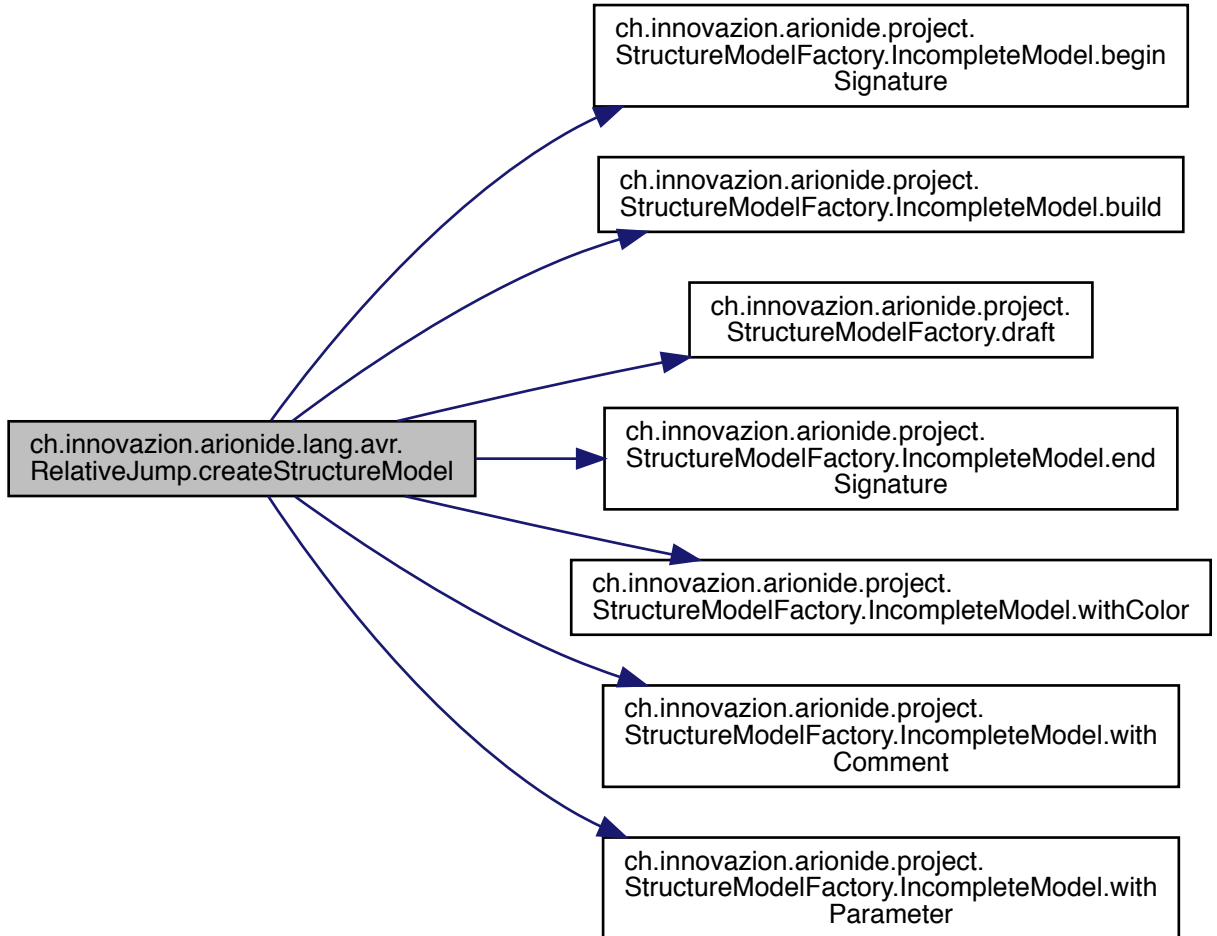 ch.innovazion.arionide.project.
StructureModelFactory.IncompleteModel.begin
Signature
ch.innovazion.arionide.project.
StructureModelFactory.IncompleteModel.build
ch.innovazion.arionide.project.
StructureModelFactory.draft
ch.innovazion.arionide.lang.avr.
RelativeJump.createStructureModel
ch.innovazion.arionide.project.
StructureModelFactory.IncompleteModel.end
Signature
ch.innovazion.arionide.project.
StructureModelFactory.IncompleteModel.withColor
ch.innovazion.arionide.project.
StructureModelFactory.IncompleteModel.with
Comment
ch.innovazion.arionide.project.
StructureModelFactory.IncompleteModel.with
Parameter